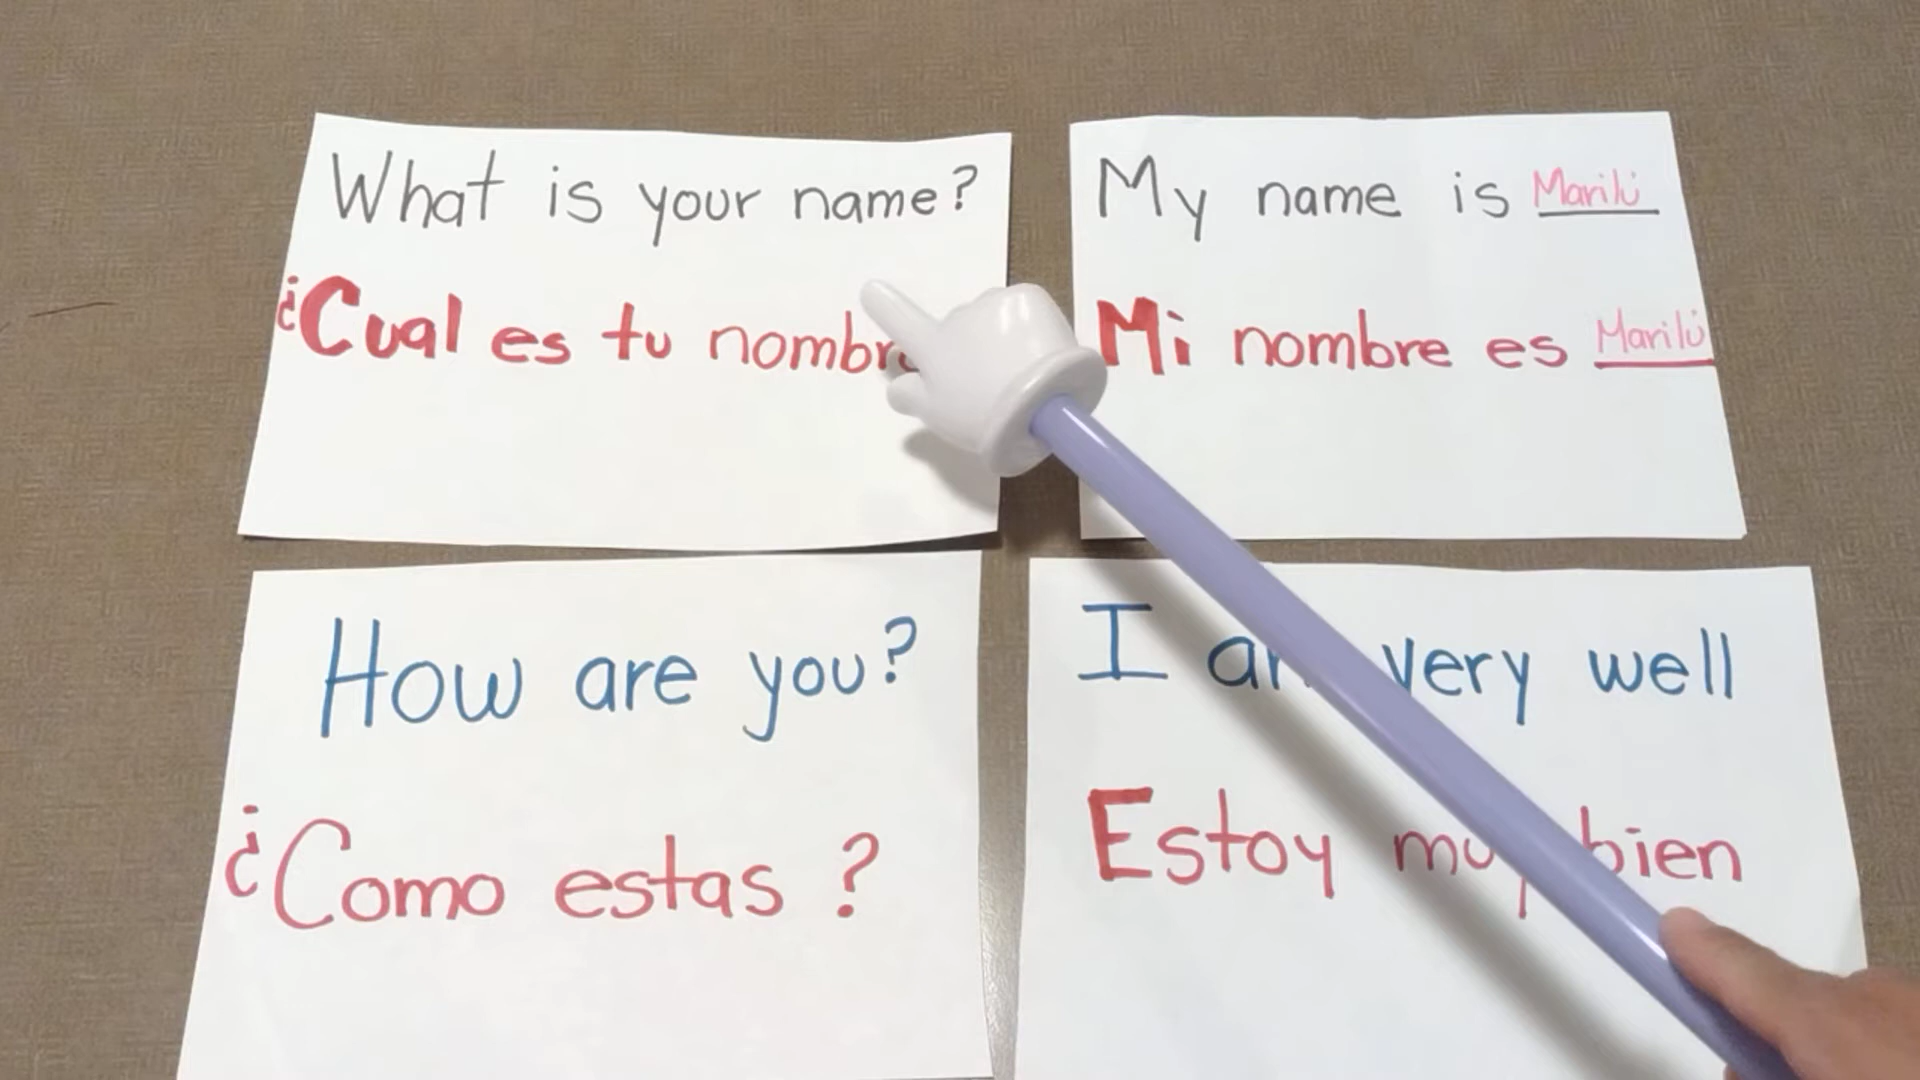 What is your name?
¿Cual es tu
My name is Marilú
Mi nombre es Marilú
How are you?
¿Como estas ?
I very well
Estoy bien